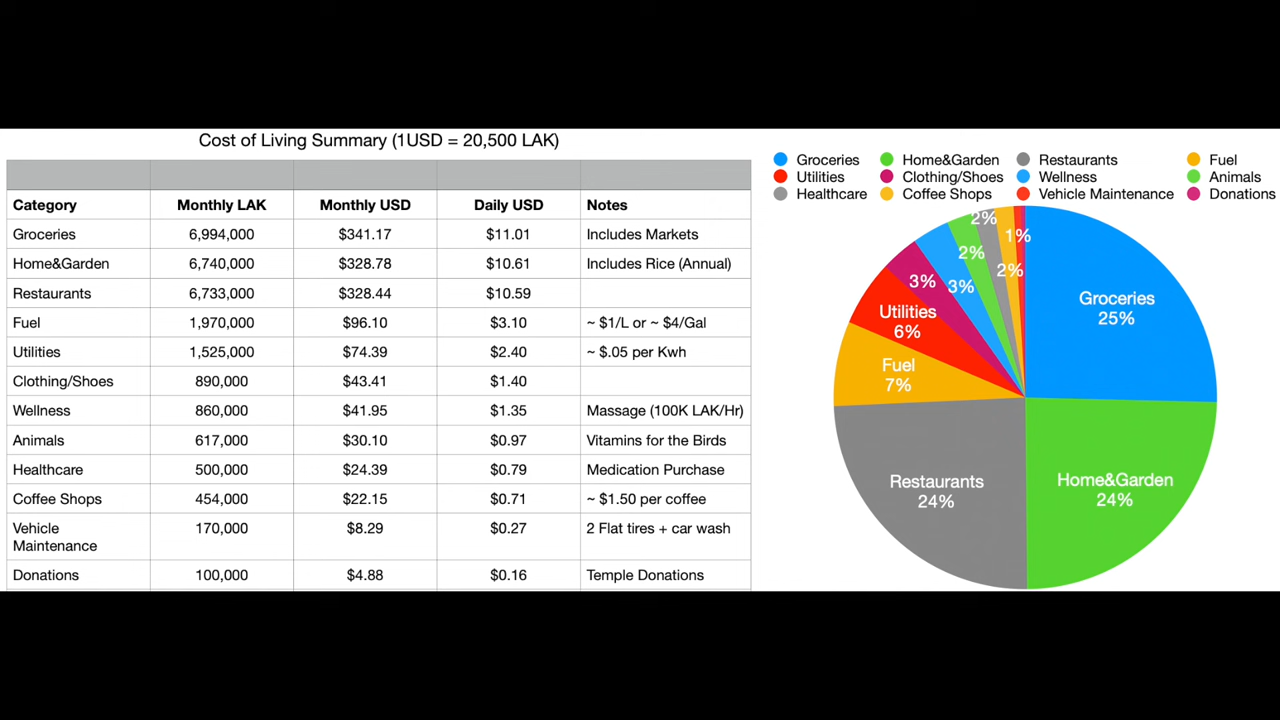 Cost of Living Summary (1USD = 20,500 LAK)
Category Monthly LAK Monthly USD Daily USD Notes
Groceries 6,994,000 $341.17 $11.01 Includes Markets
Home&Garden 6,740,000 $328.78 $10.61 Includes Rice (Annual)
Restaurants 6,733,000 $328.44 $10.59
Fuel 1,970,000 $96.10 $3.10 ~ $1/L or ~ $4/Gal
Utilities 1,525,000 $74.39 $2.40 ~ $.05 per Kwh
Clothing/Shoes 890,000 $43.41 $1.40
Wellness 860,000 $41.95 $1.35 Massage (100K LAK/Hr)
Animals 617,000 $30.10 $0.97 Vitamins for the Birds
Healthcare 500,000 $24.39 $0.79 Medication Purchase
Coffee Shops 454,000 $22.15 $0.71 ~ $1.50 per coffee
Vehicle 170,000 $8.29 $0.27 2 Flat tires + car wash
Maintenance
Donations 100,000 $4.88 $0.16 Temple Donations
Groceries Home&Garden Restaurants Fuel
Utilities Clothing/Shoes Wellness Animals
Healthcare Coffee Shops Vehicle Maintenance Donations
2%
1%
2%
2%
3%
3%
Groceries
25%
Utilities
6%
Fuel
7%
Restaurants
24%
Home&Garden
24%